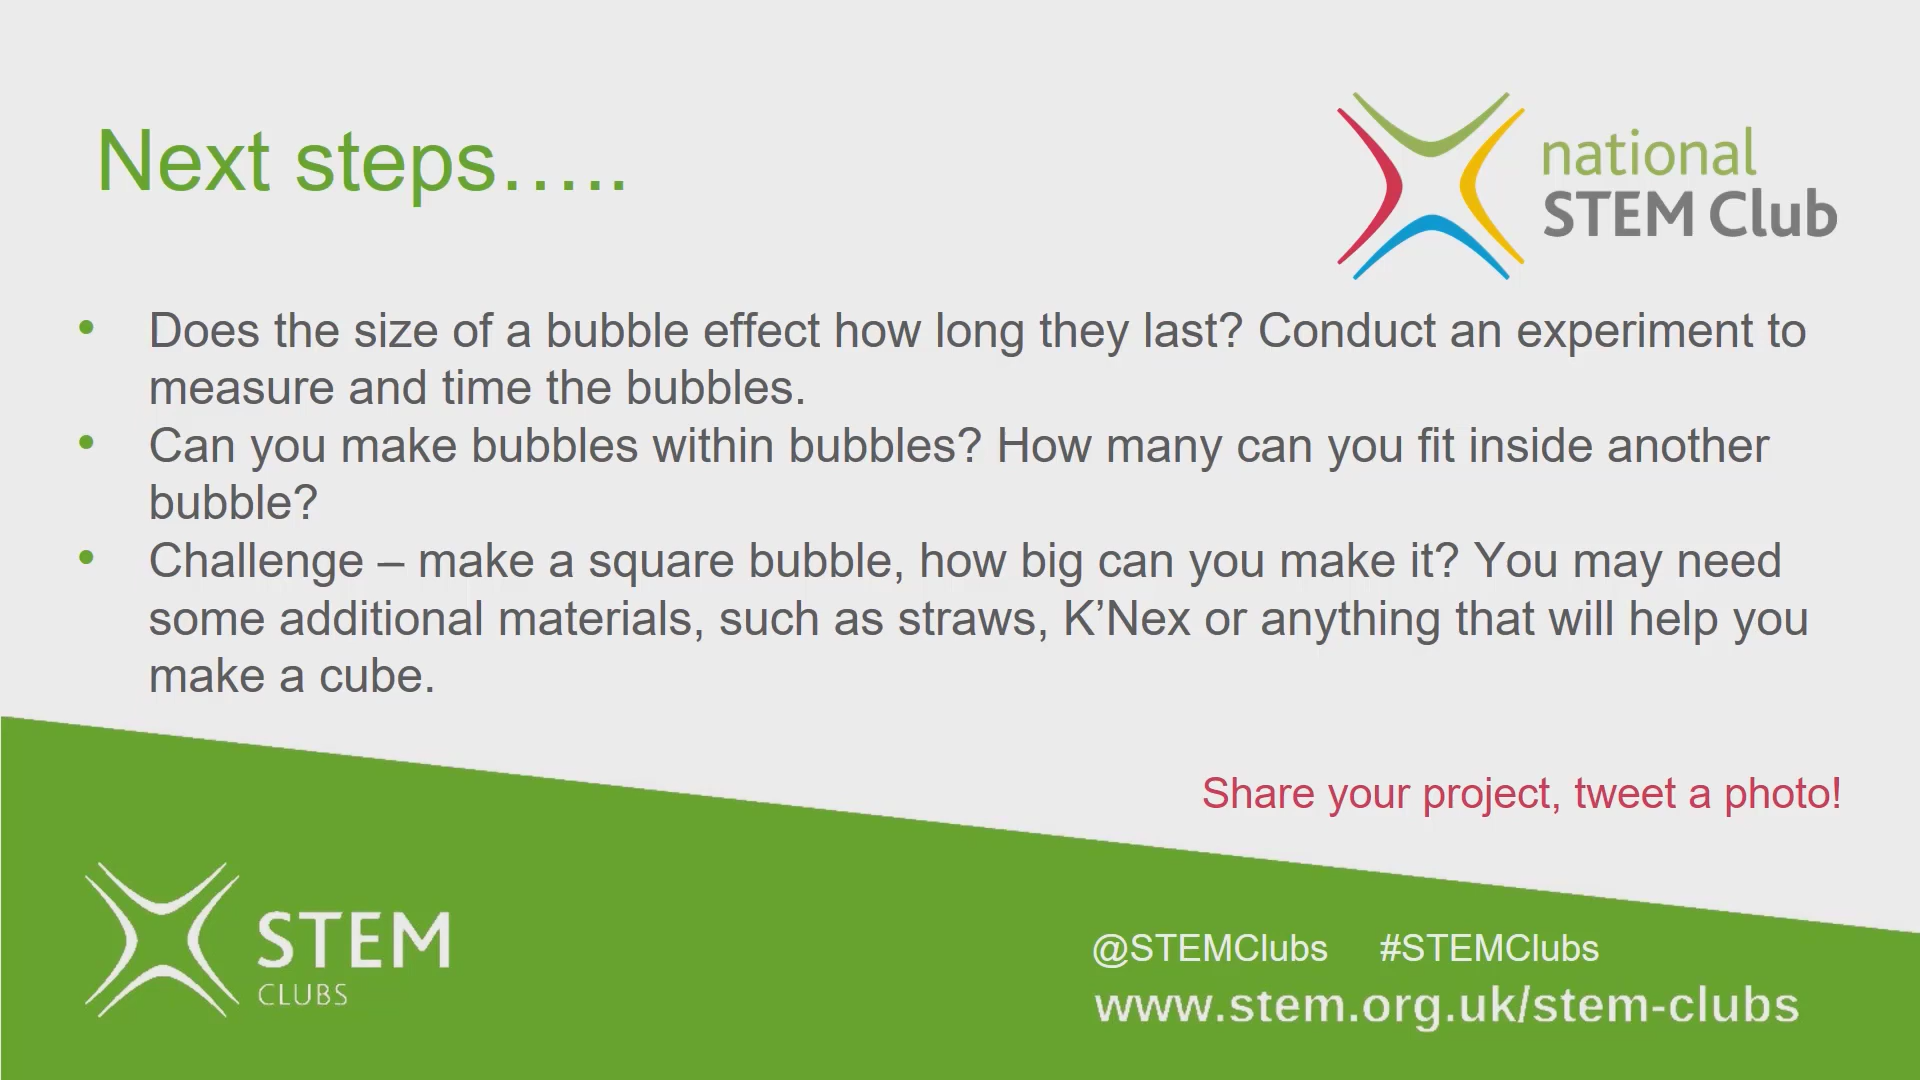 Next steps…..
national
STEM Club
• Does the size of a bubble effect how long they last? Conduct an experiment to
measure and time the bubbles.
• Can you make bubbles within bubbles? How many can you fit inside another
bubble?
• Challenge – make a square bubble, how big can you make it? You may need
some additional materials, such as straws, K’Nex or anything that will help you
make a cube.
Share your project, tweet a photo!
STEM
CLUBS
@STEMClubs #STEMClubs
www.stem.org.uk/stem-clubs